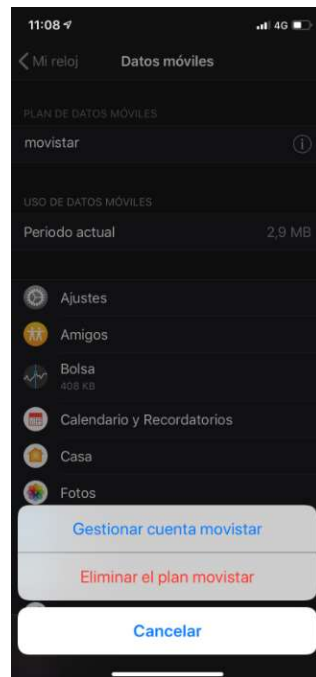 11:08
4G
Mi reloj
Datos móviles
PLAN DE DATOS MÓVILES
movistar
USO DE DATOS MÓVILES
Periodo actual
2,9 MB
Ajustes
Amigos
Bolsa
408 KB
Calendario y Recordatorios
Casa
Fotos
Gestionar cuenta movistar
Eliminar el plan movistar
Cancelar